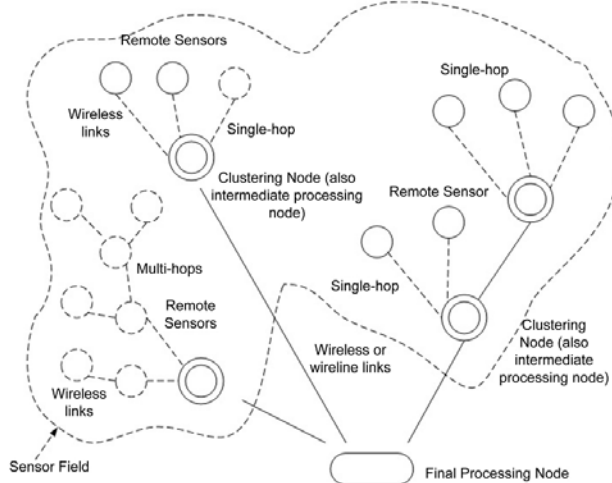 Remote Sensors
Single-hop
Wireless
links
Single-hop
Clustering Node (also
intermediate processing
node)
Remote Sensor
Multi-hops
Single-hop
Remote
Sensors
Clustering
Node (also
intermediate
processing node)
Wireless or
wireline links
Wireless
links
Sensor Field
Final Processing Node